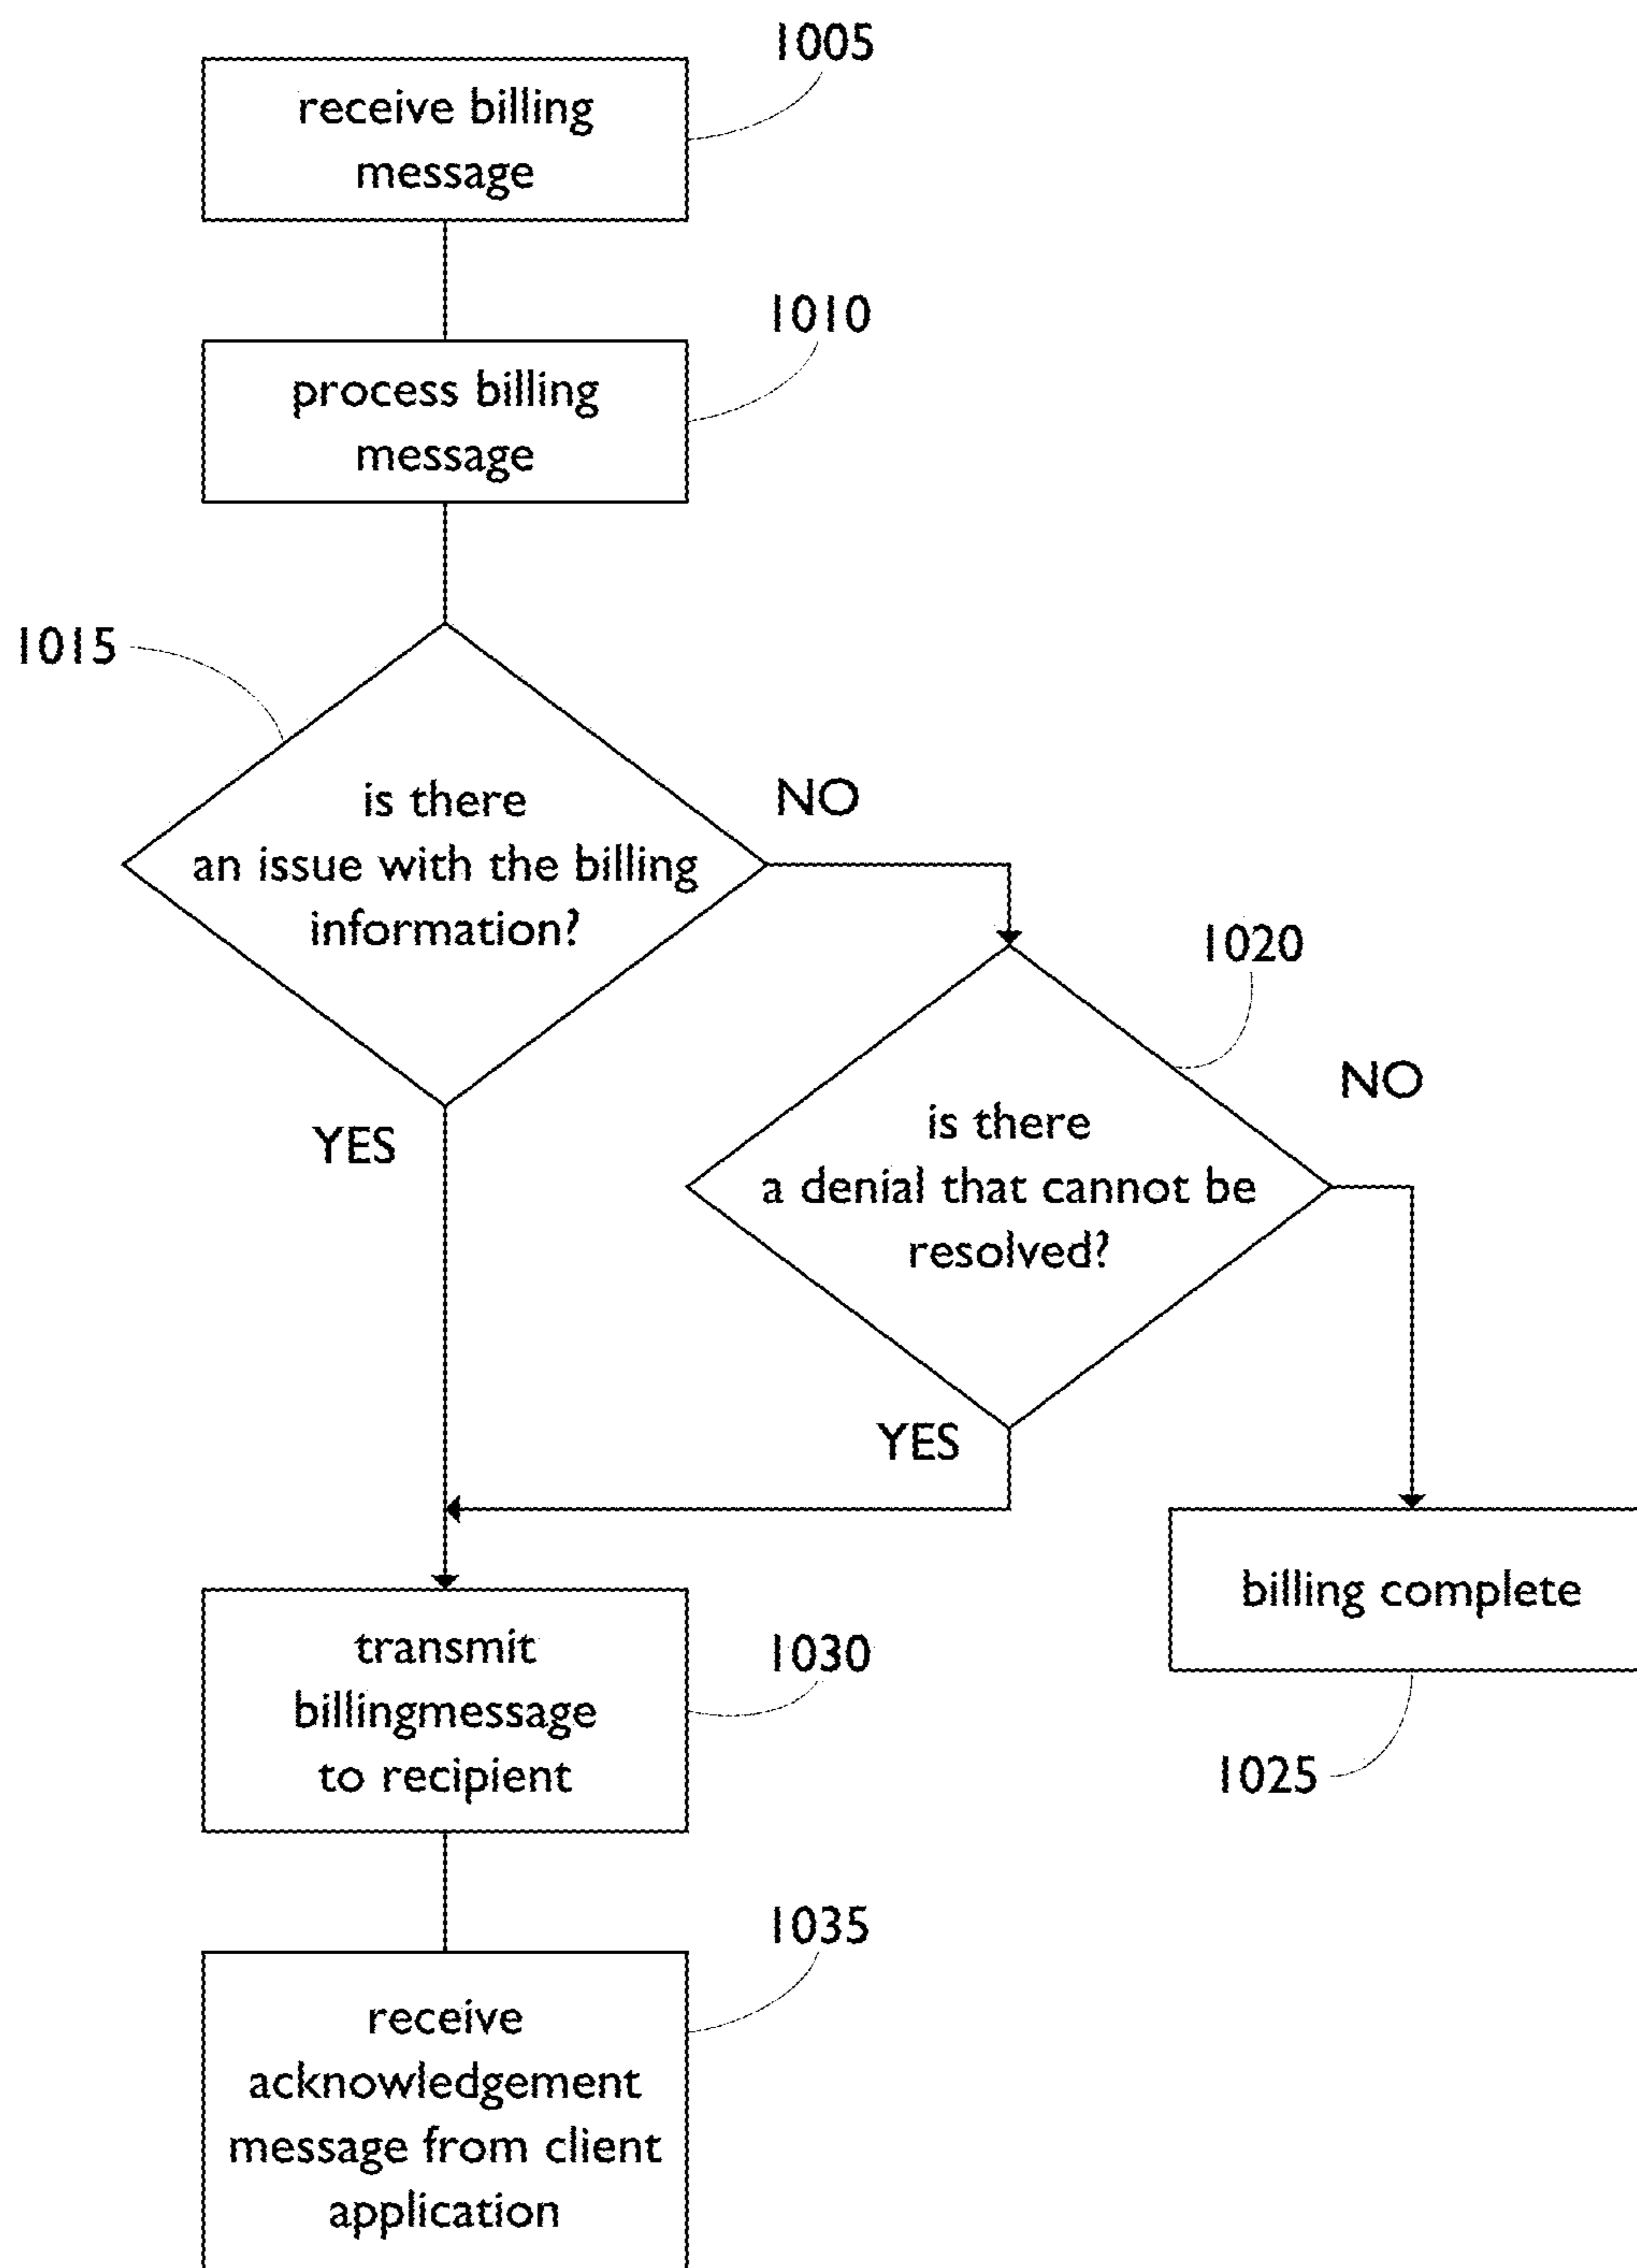 1005
receive billing
message
1010
process billing
message
1015
is there
an issue with the billing
information?
NO
YES
1020
is there
a denial that cannot be
resolved?
NO
YES
transmit
billingmessage
to recipient
1030
billing complete
1025
1035
receive
acknowledgement
message from client
application